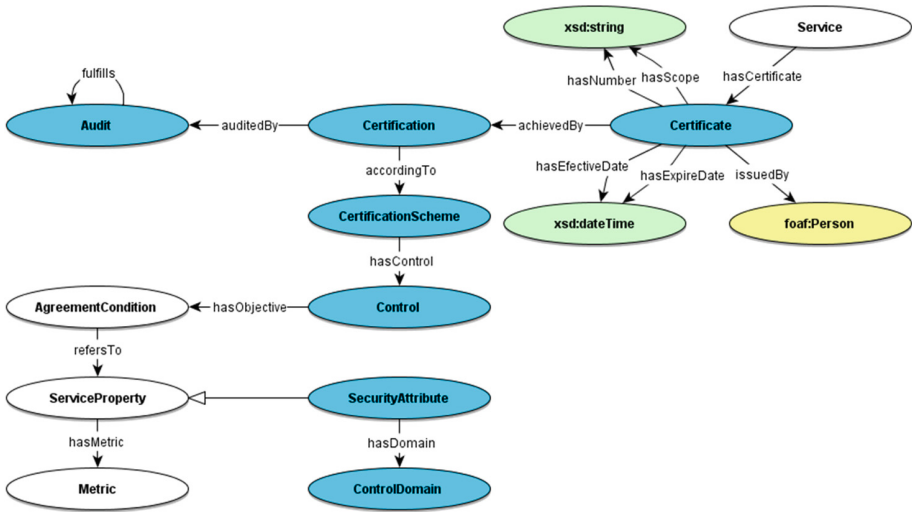 xsd:string
Service
fulfills
hasNumber
hasScope
hasCertificate
Audit
auditedBy
Certification
achievedBy
Certificate
accordingTo
hasEfectiveDate
hasExpireDate
issuedBy
CertificationScheme
xsd:dateTime
foaf:Person
hasControl
AgreementCondition
hasObjective
Control
refersTo
ServiceProperty
SecurityAttribute
hasMetric
hasDomain
Metric
ControlDomain